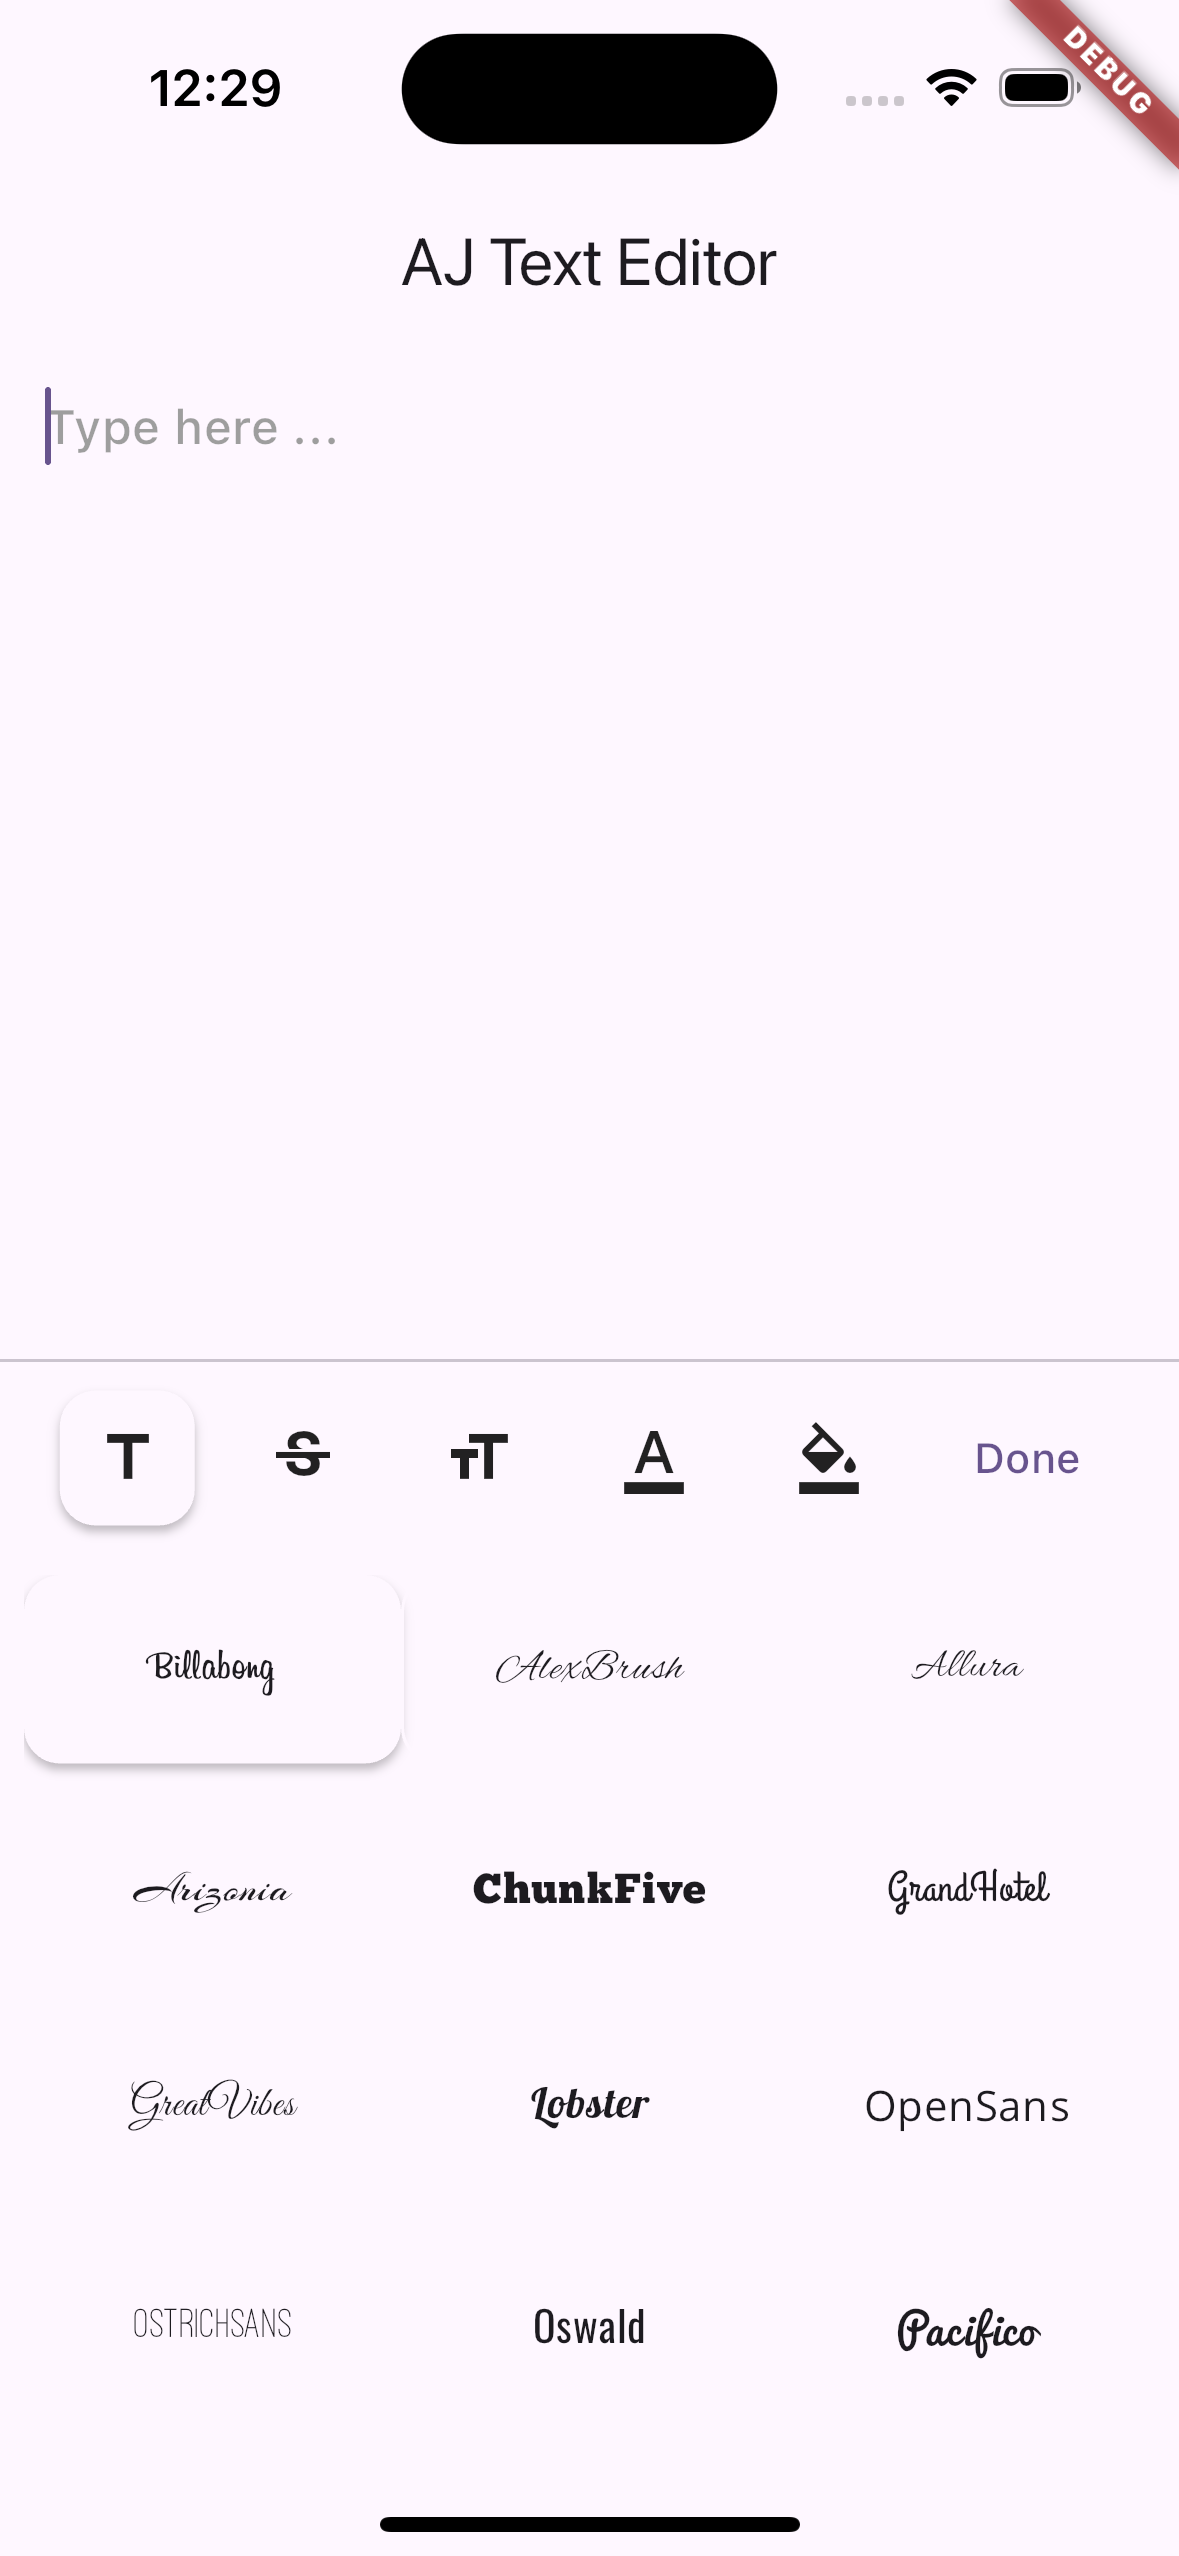 12:29
DEBUG
AJ Text Editor
Type here ...
T S TT A Done
Billabong AlexBrush Allura
Arizonia ChunkFive GrandHotel
GreatVibes Lobster OpenSans
OSTRICHSANS Oswald Pacifico